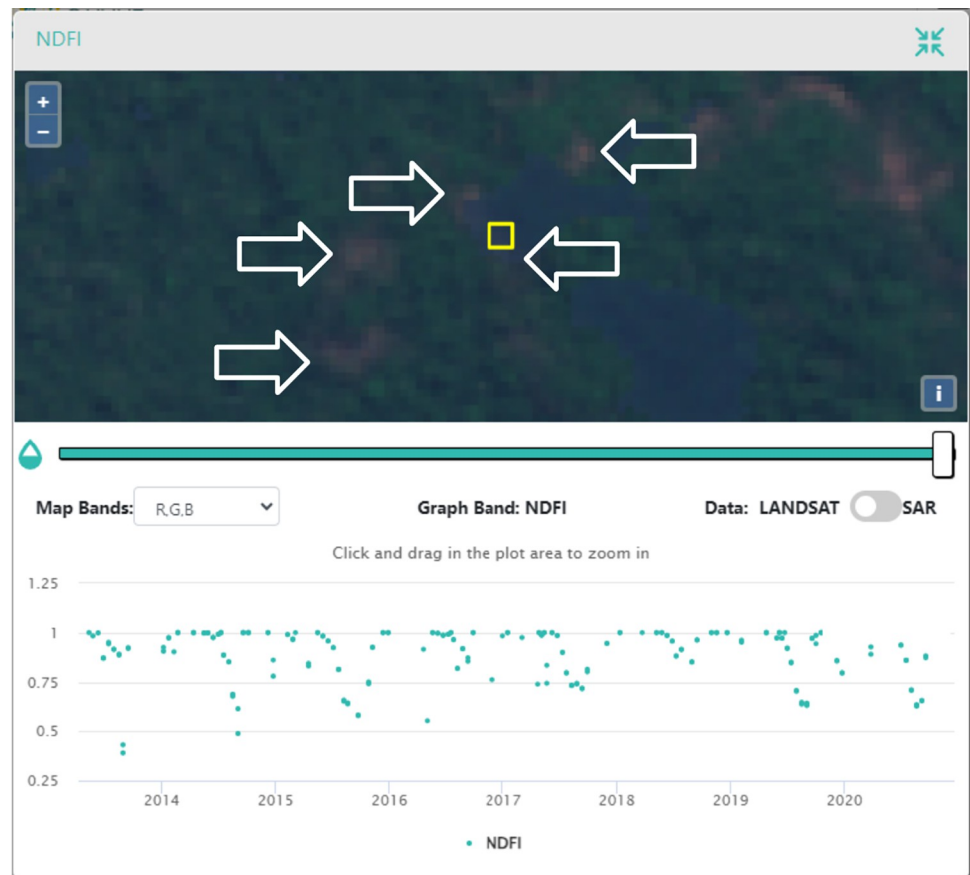 NDFI
+
−
i
Map Bands: R,G,B Graph Band: NDFI Data: LANDSAT SAR
Click and drag in the plot area to zoom in
1.25
1
0.75
0.5
0.25
2014 2015 2016 2017 2018 2019 2020
NDFI